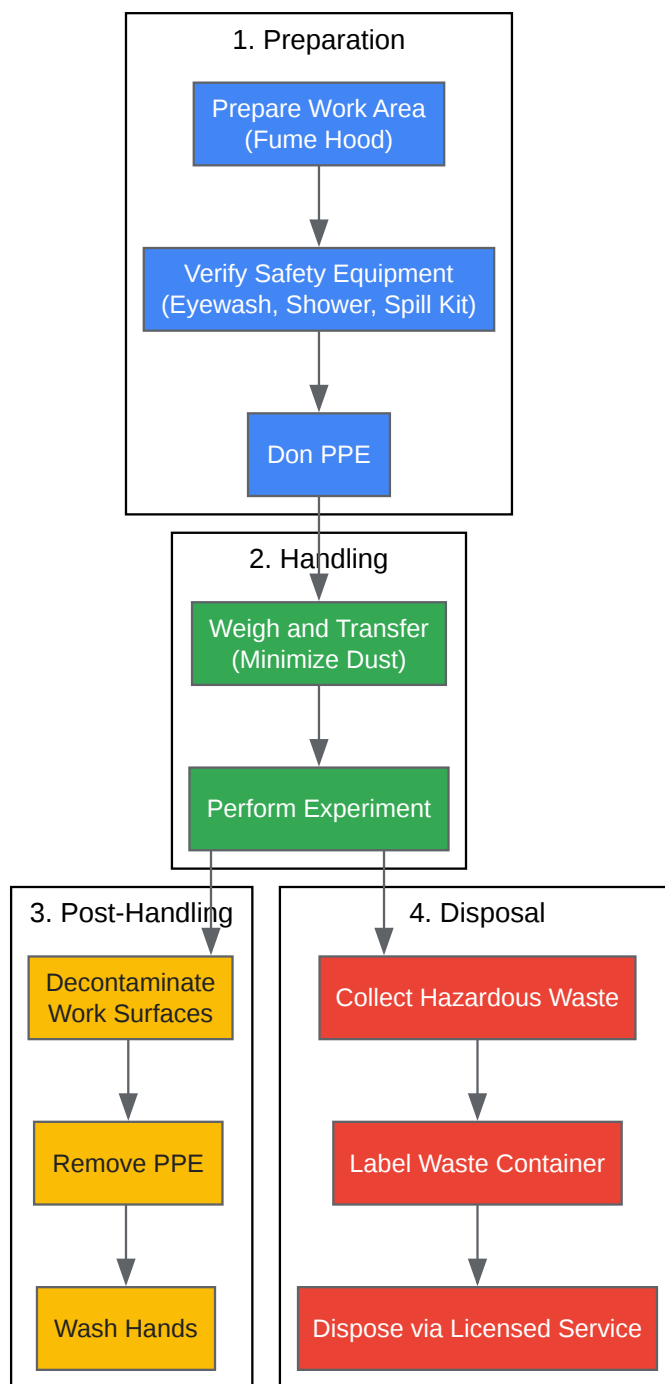 1. Preparation
Prepare Work Area
(Fume Hood)
Verify Safety Equipment
(Eyewash, Shower, Spill Kit)
Don PPE
2. Handling
Weigh and Transfer
(Minimize Dust)
Perform Experiment
3. Post-Handling
Decontaminate
Work Surfaces
Remove PPE
Wash Hands
4. Disposal
Collect Hazardous Waste
Label Waste Container
Dispose via Licensed Service